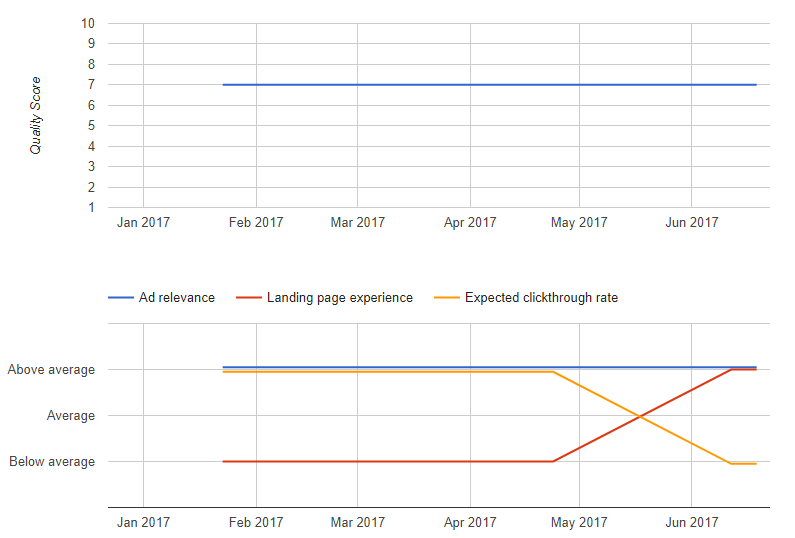 10
9
8
7
6
5
4
3
2
1
Quality Score
Jan 2017 Feb 2017 Mar 2017 Apr 2017 May 2017 Jun 2017
Ad relevance Landing page experience Expected clickthrough rate
Above average
Average
Below average
Jan 2017 Feb 2017 Mar 2017 Apr 2017 May 2017 Jun 2017